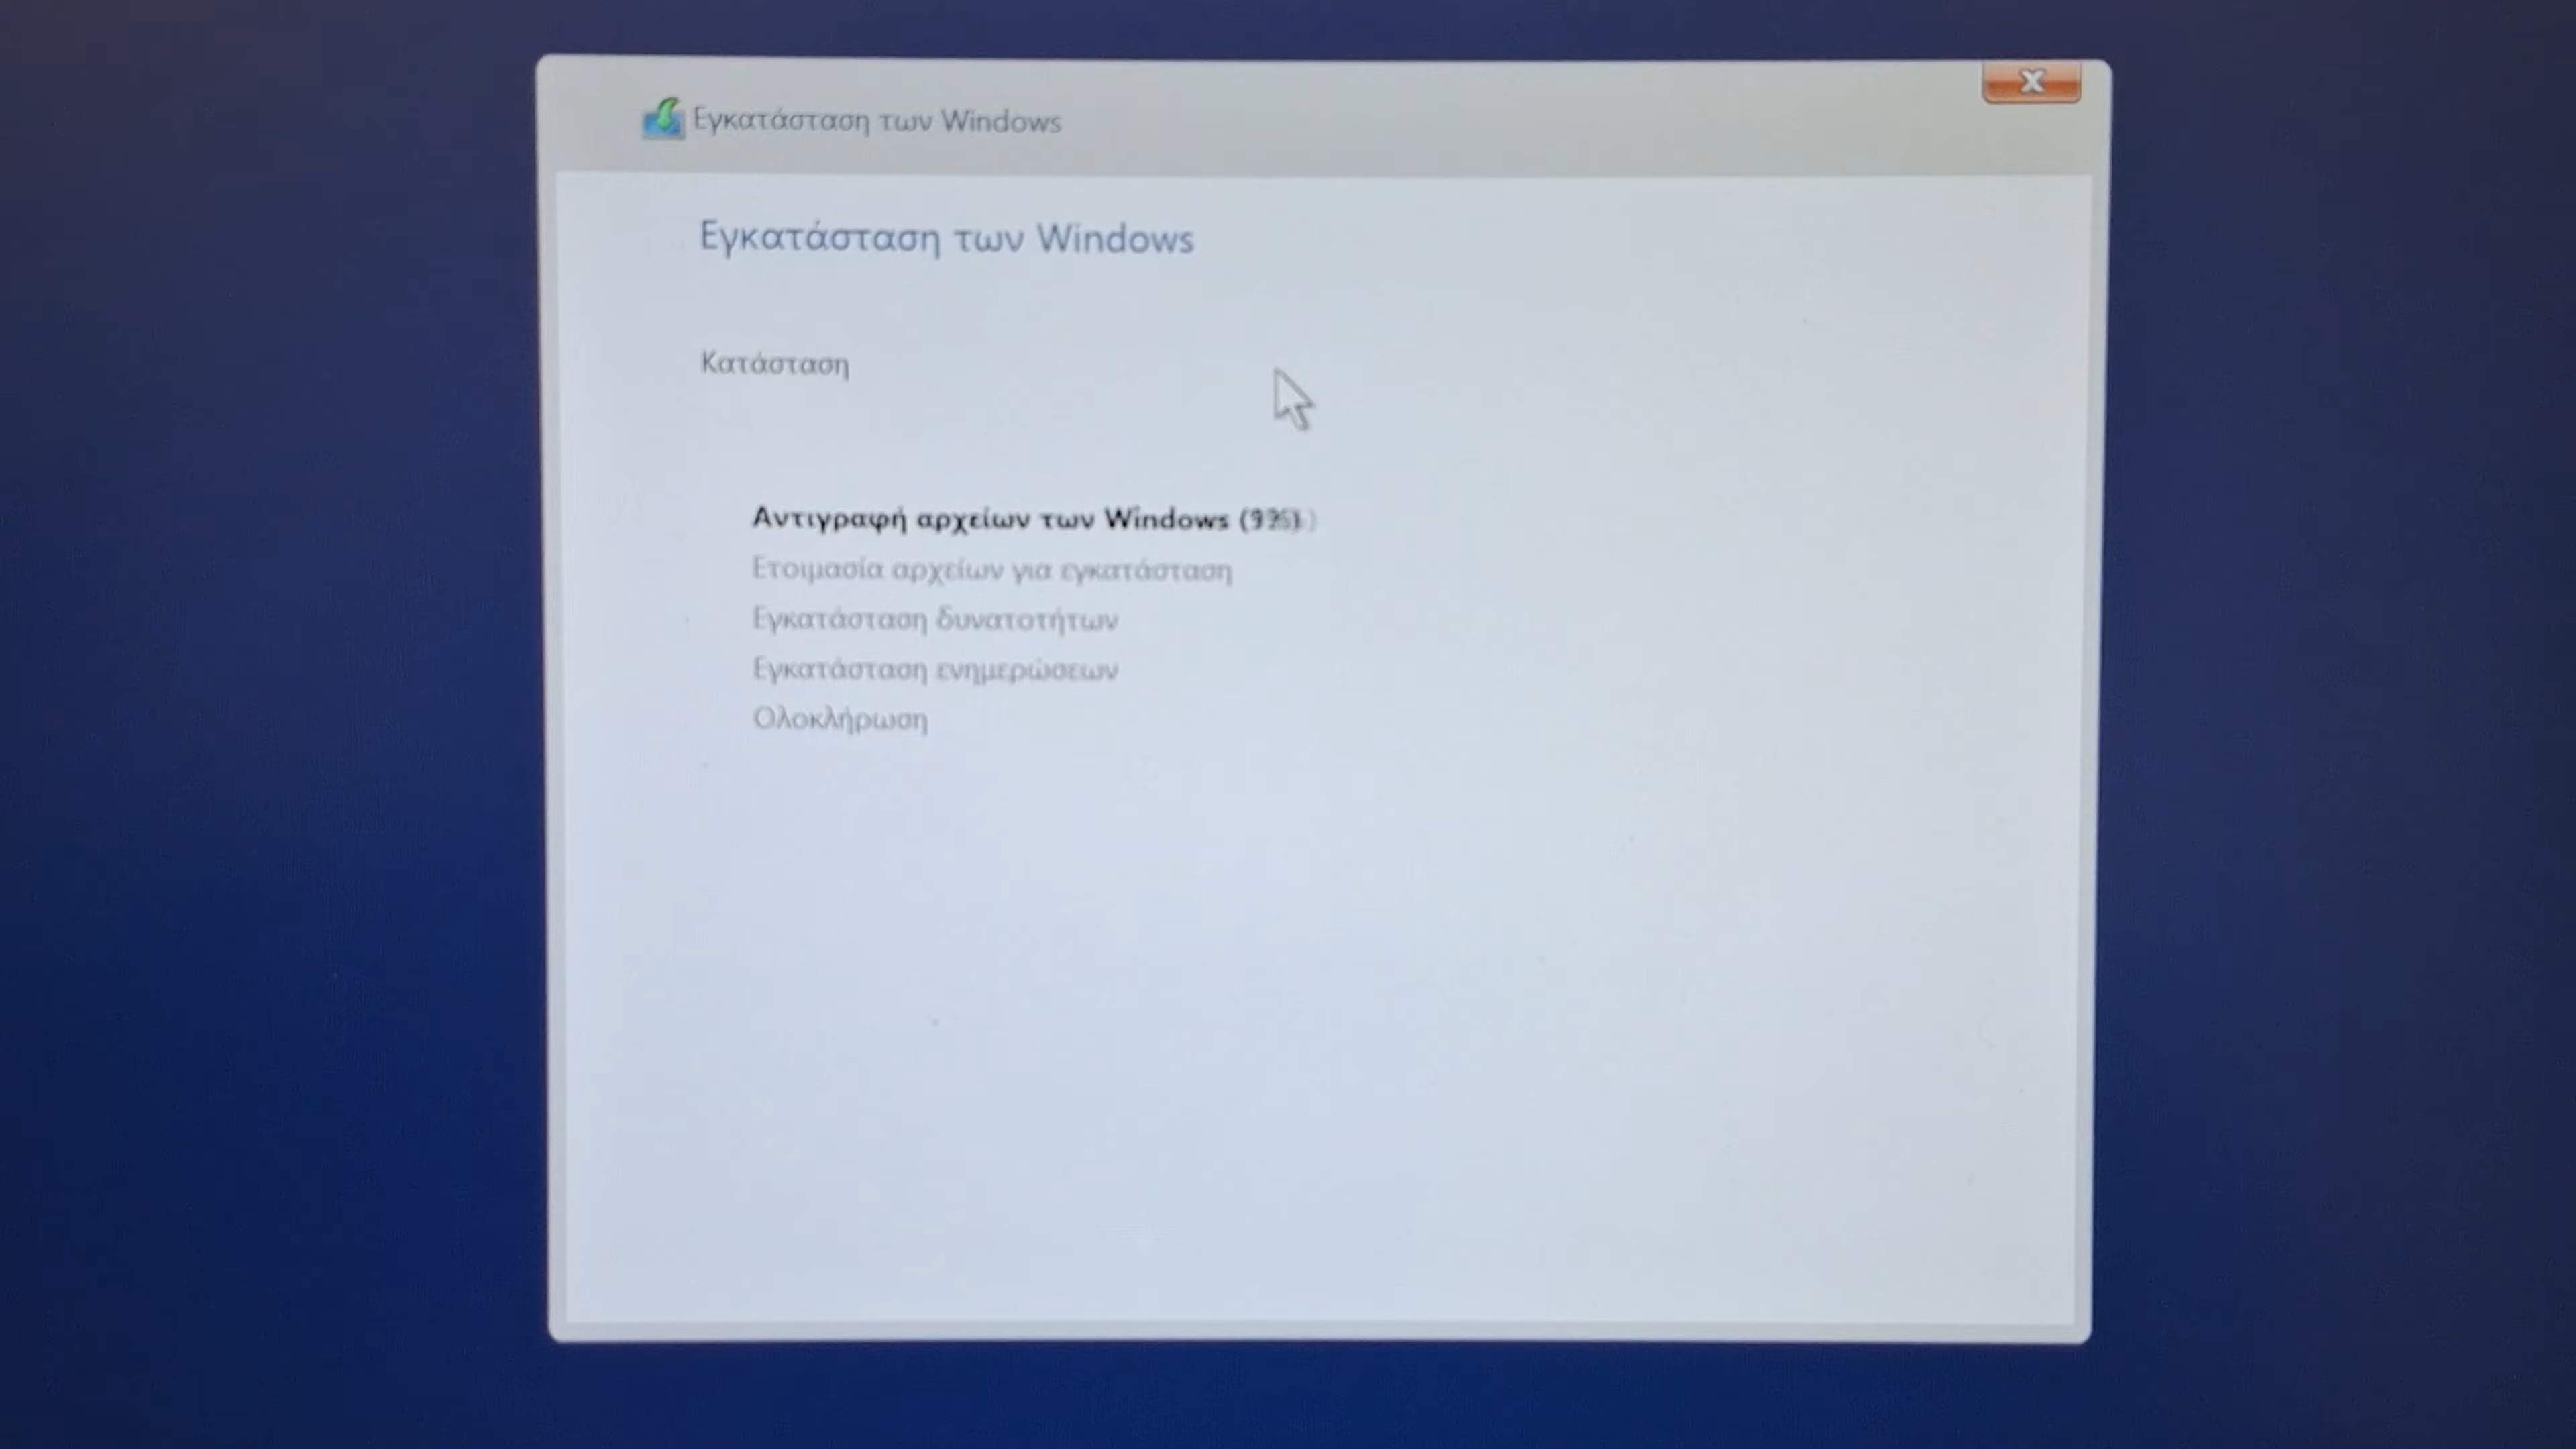 Εγκατάσταση των Windows
Εγκατάσταση των Windows
Κατάσταση
Αντιγραφή αρχείων των Windows
Ετοιμασία αρχείων για εγκατάσταση
Εγκατάσταση δυνατοτήτων
Εγκατάσταση ενημερώσεων
Ολοκλήρωση